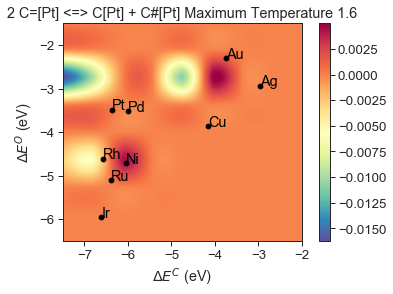 2 C=[Pt] <=> C[Pt] + C#[Pt] Maximum Temperature 1.6
−2
−3
−4
−5
−6
ΔE^O (eV)
Au
Ag
Pt
Pd
Cu
Rh
Ni
Ru
Ir
−7
−6
−5
−4
−3
−2
ΔE^C (eV)
0.0025
0.0000
−0.0025
−0.0050
−0.0075
−0.0100
−0.0125
−0.0150